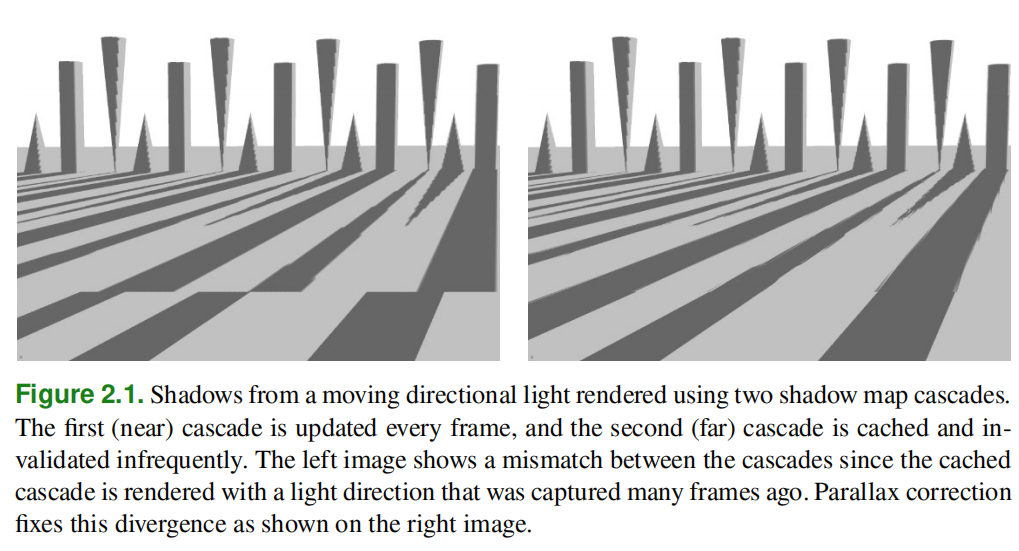 Figure 2.1. Shadows from a moving directional light rendered using two shadow map cascades.
The first (near) cascade is updated every frame, and the second (far) cascade is cached and in-
validated infrequently. The left image shows a mismatch between the cascades since the cached
cascade is rendered with a light direction that was captured many frames ago. Parallax correction
fixes this divergence as shown on the right image.